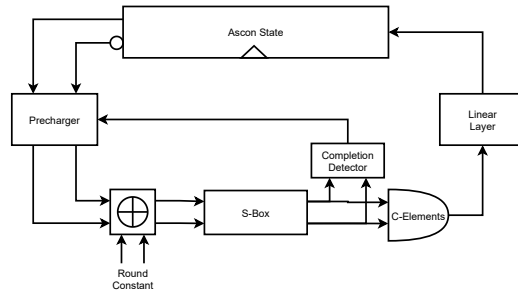 Ascon State
Precharger
Linear
Layer
Completion
Detector
S-Box
C-Elements
Round
Constant